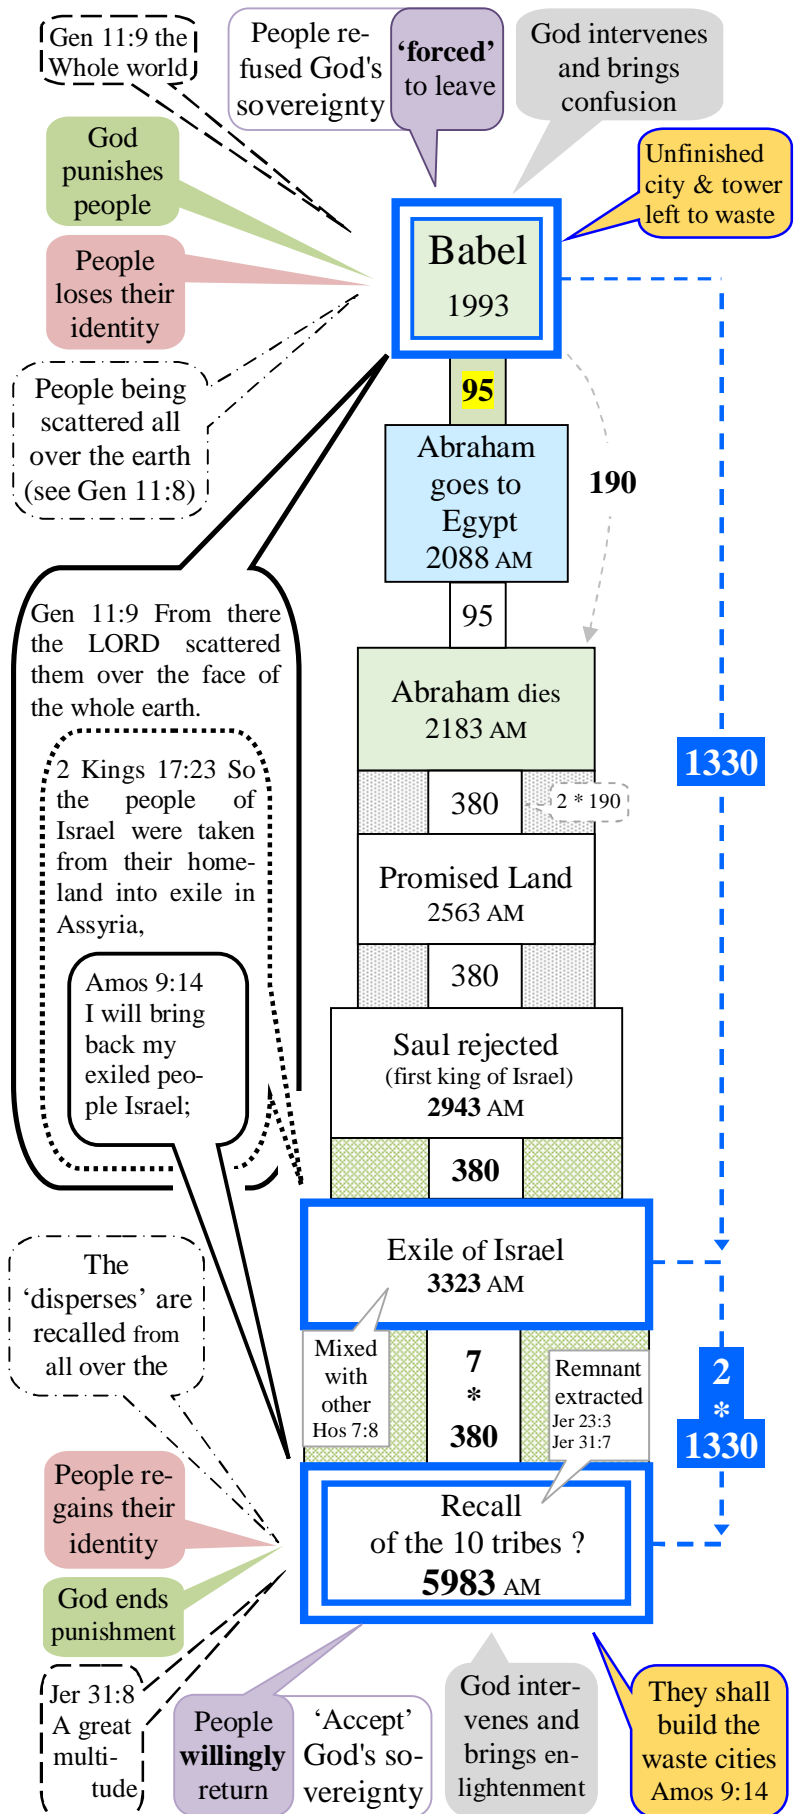 Gen 11:9 the
Whole world
People re-
fused God's
sovereignty
‘forced’
to leave
God intervenes
and brings
confusion
God
punishes
people
Unfinished
city & tower
left to waste
People
loses their
identity
Babel
1993
People being
scattered all
over the earth
(see Gen 11:8)
95
Abraham
goes to
Egypt
2088 AM
190
95
Gen 11:9 From there
the LORD scattered
them over the face of
the whole earth.
Abraham dies
2183 AM
1330
2 Kings 17:23 So
the people of
Israel were taken
from their home-
land into exile in
Assyria,
380
2 * 190
Promised Land
2563 AM
380
Amos 9:14
I will bring
back my
exiled peo-
ple Israel;
Saul rejected
(first king of Israel)
2943 AM
380
Exile of Israel
3323 AM
The
‘disperses’ are
recalled from
all over the
Mixed
with
other
Hos 7:8
7
*
380
Remnant
extracted
Jer 23:3
Jer 31:7
2
*
1330
People re-
gains their
identity
Recall
of the 10 tribes ?
5983 AM
God ends
punishment
Jer 31:8
A great
multi-
tude
People
willingly
return
‘Accept’
God's so-
vereignty
God inter-
venes and
brings en-
lightenment
They shall
build the
waste cities
Amos 9:14